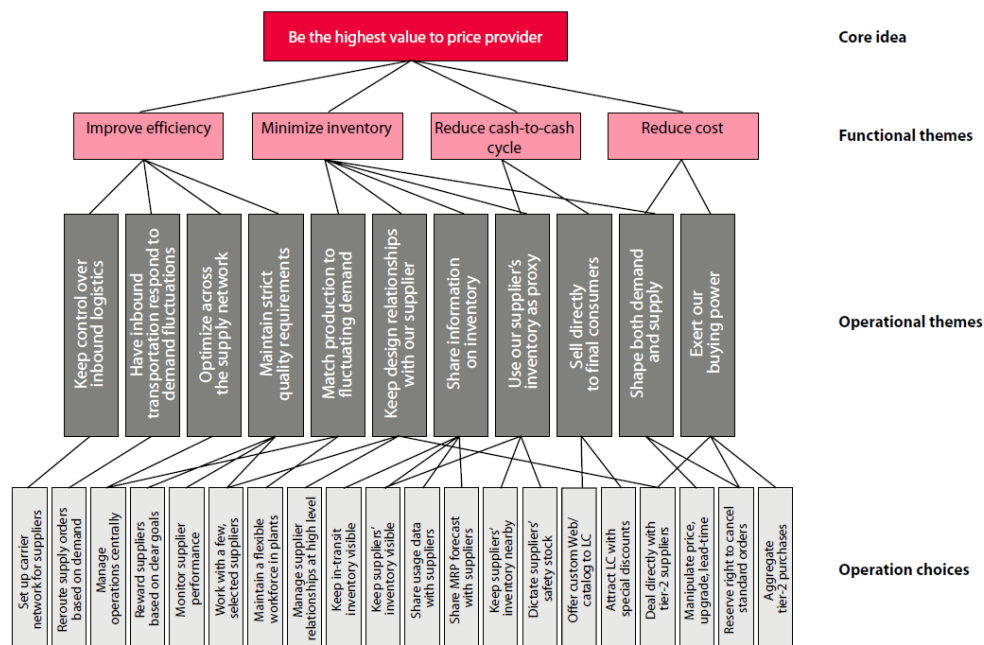 Be the highest value to price provider
Core idea
Improve efficiency
Minimize inventory
Reduce cash-to-cash
cycle
Reduce cost
Functional themes
Keep control over
inbound logistics
Have inbound
transportation respond to
demand fluctuations
Optimize across
the supply network
Maintain strict
quality requirements
Match production to
fluctuating demand
Keep design relationships
with our supplier
Share information
on inventory
Use our supplier's
inventory as proxy
Sell directly
to final consumers
Shape both demand
and supply
Exert our
buying power
Operational themes
Set up carrier
network for suppliers
Reroute supply orders
based on demand
Manage
operations centrally
Reward suppliers
based on clear goals
Monitor supplier
performance
Work with a few,
selected suppliers
Maintain a flexible
workforce in plants
Manage supplier
relationships at high level
Keep in-transit
inventory visible
Keep suppliers'
inventory visible
Share usage data
with suppliers
Share MRP forecast
with suppliers
Keep suppliers'
inventory nearby
Dictate suppliers'
safety stock
Offer custom Web/
catalog to LC
Attract LC with
special discounts
Deal directly with
tier-2 suppliers
Manipulate price,
upgrade, lead-time
Reserve right to cancel
standard orders
Aggregate
tier-2 purchases
Operation choices